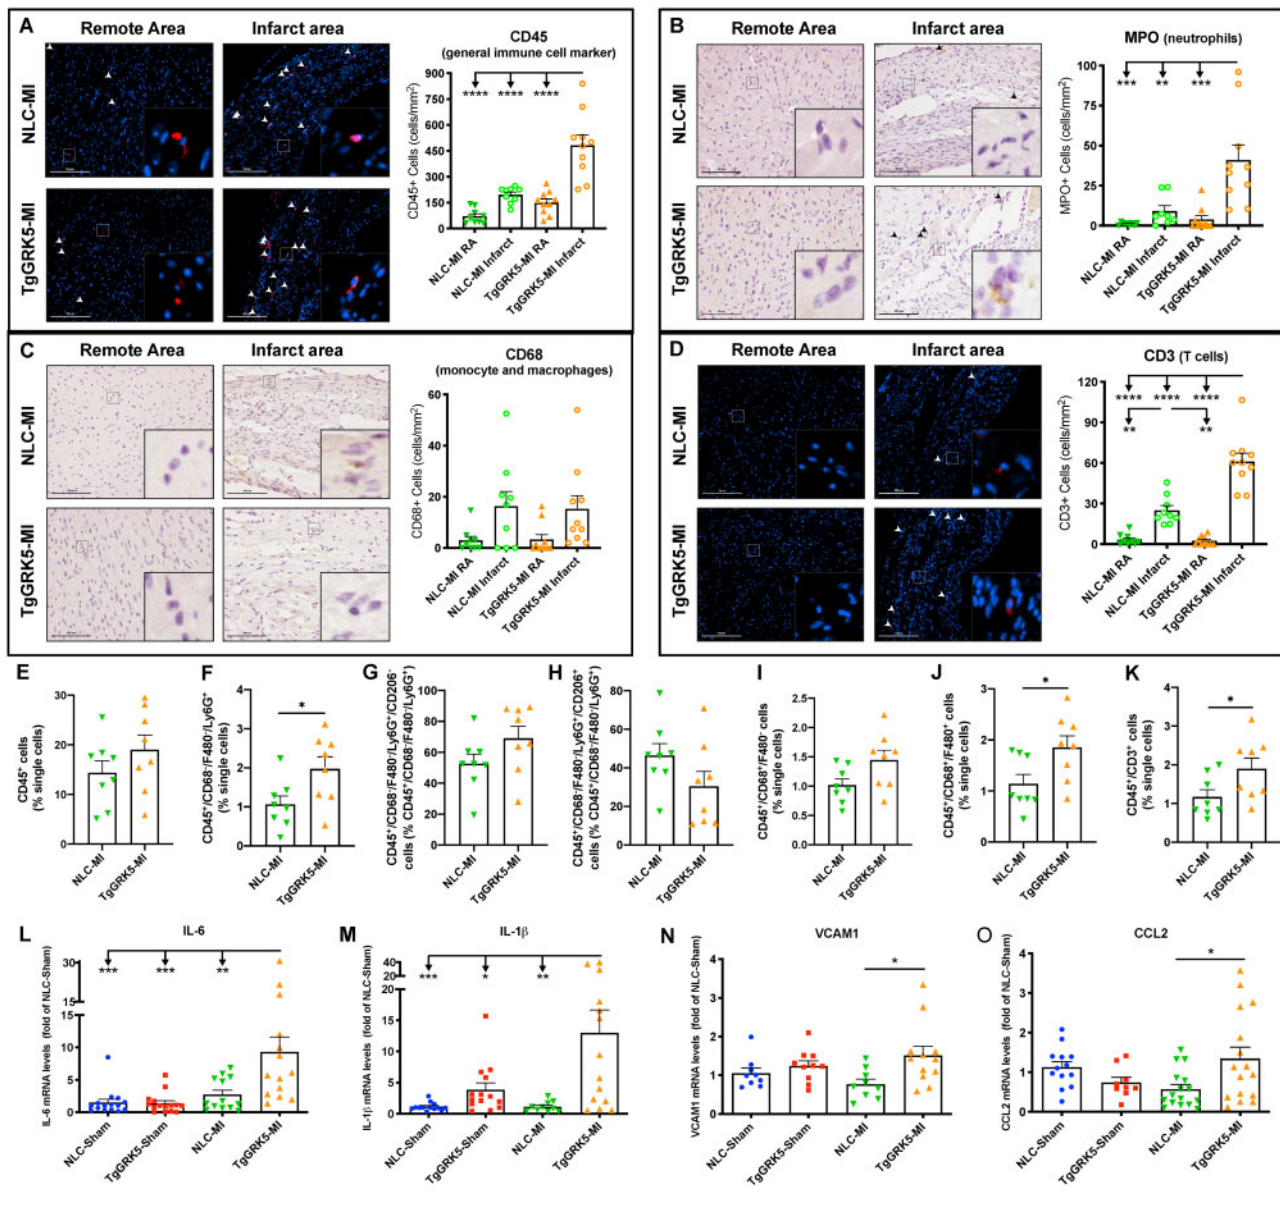 A
Remote Area
Infarct area
NLC-MI
TgGRK5-MI
CD45
(general immune cell marker)
CD45+ Cells (cells/mm²)
900
750
600
450
300
150
0
**** **** ****
NLC-MI RA
NLC-MI Infarct
TgGRK5-MI RA
TgGRK5-MI Infarct
B
Remote Area
Infarct area
NLC-MI
TgGRK5-MI
MPO (neutrophils)
MPO+ Cells (cells/mm²)
100
75
50
25
0
*** ** ***
NLC-MI RA
NLC-MI Infarct
TgGRK5-MI RA
TgGRK5-MI Infarct
C
Remote Area
Infarct area
NLC-MI
TgGRK5-MI
CD68
(monocyte and macrophages)
CD68+ Cells (cells/mm²)
60
40
20
0
NLC-MI RA
NLC-MI Infarct
TgGRK5-MI RA
TgGRK5-MI Infarct
D
Remote Area
Infarct area
NLC-MI
TgGRK5-MI
CD3 (T cells)
CD3+ Cells (cells/mm²)
120
90
60
30
0
**** **** ****
** **
NLC-MI RA
NLC-MI Infarct
TgGRK5-MI RA
TgGRK5-MI Infarct
E
CD45⁺ cells
(% single cells)
30
20
10
0
NLC-MI
TgGRK5-MI
F
CD45⁺/CD68⁻/F480⁻/Ly6G⁺
(% single cells)
4
3
2
1
0
*
NLC-MI
TgGRK5-MI
G
CD45⁺/CD68⁻/F480⁻/Ly6G⁺/CD206⁻
cells (% CD45⁺/CD68⁻/F480⁻/Ly6G⁺)
100
80
60
40
20
0
NLC-MI
TgGRK5-MI
H
CD45⁺/CD68⁻/F480⁻/Ly6G⁺/CD206⁺
cells (% CD45⁺/CD68⁻/F480⁻/Ly6G⁺)
80
60
40
20
0
NLC-MI
TgGRK5-MI
I
CD45⁺/CD68⁺/F480⁻ cells
(% single cells)
2.5
2.0
1.5
1.0
0.5
0.0
NLC-MI
TgGRK5-MI
J
CD45⁺/CD68⁺/F480⁺ cells
(% single cells)
3
2
1
0
*
NLC-MI
TgGRK5-MI
K
CD45⁺/CD3⁺ cells
(% single cells)
4
3
2
1
0
*
NLC-MI
TgGRK5-MI
L
IL-6
IL-6 mRNA levels (fold of NLC-Sham)
30
15
15
10
5
0
*** *** **
NLC-Sham
TgGRK5-Sham
NLC-MI
TgGRK5-MI
M
IL-1β
IL-1β mRNA levels (fold of NLC-Sham)
40
20
20
15
10
5
0
*** * **
NLC-Sham
TgGRK5-Sham
NLC-MI
TgGRK5-MI
N
VCAM1
VCAM1 mRNA levels (fold of NLC-Sham)
4
3
2
1
0
*
NLC-Sham
TgGRK5-Sham
NLC-MI
TgGRK5-MI
O
CCL2
CCL2 mRNA levels (fold of NLC-Sham)
4
3
2
1
0
*
NLC-Sham
TgGRK5-Sham
NLC-MI
TgGRK5-MI